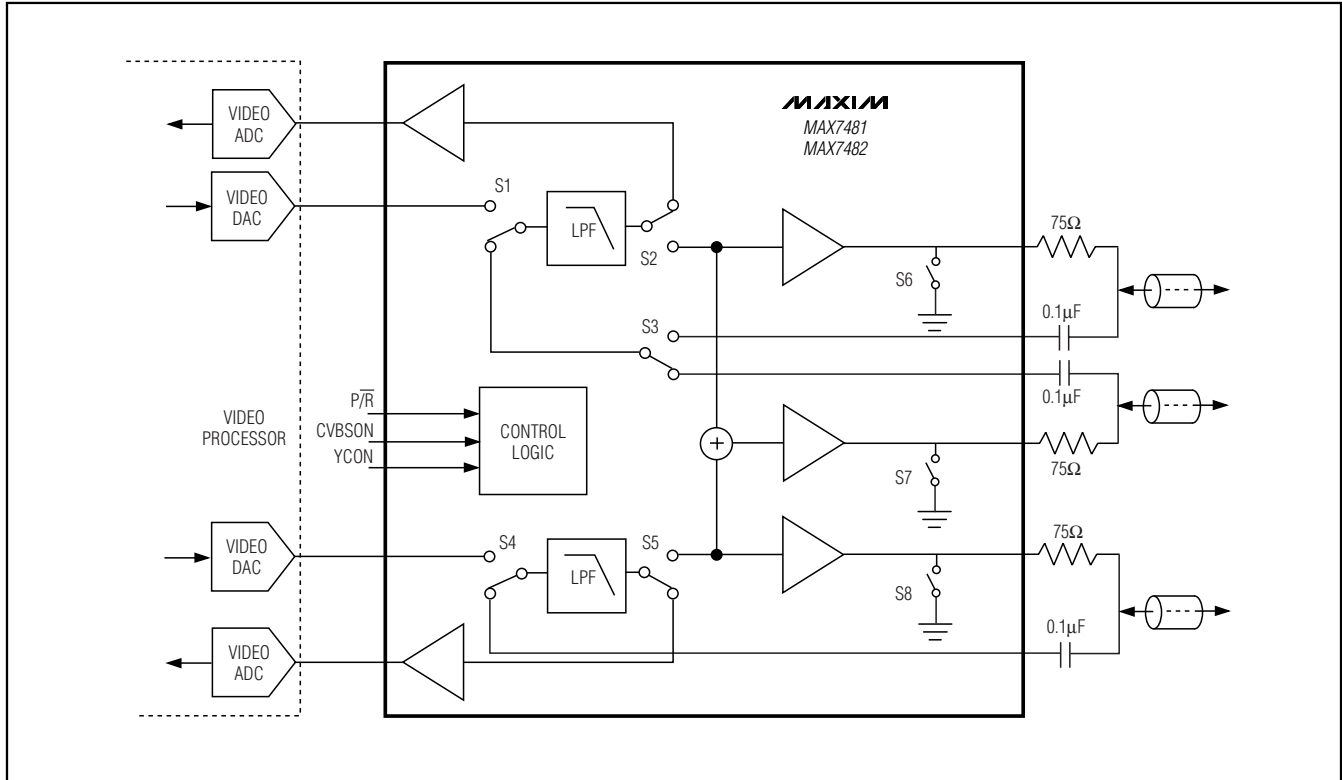 VIDEO
ADC
MAXIM
MAX7481
MAX7482
VIDEO
DAC
S1
LPF
S2
75Ω
S6
S3
0.1µF
0.1µF
P/R̅
CVBSON
YCON
VIDEO
PROCESSOR
CONTROL
LOGIC
+
S7
75Ω
VIDEO
DAC
S4
LPF
S5
75Ω
S8
0.1µF
VIDEO
ADC